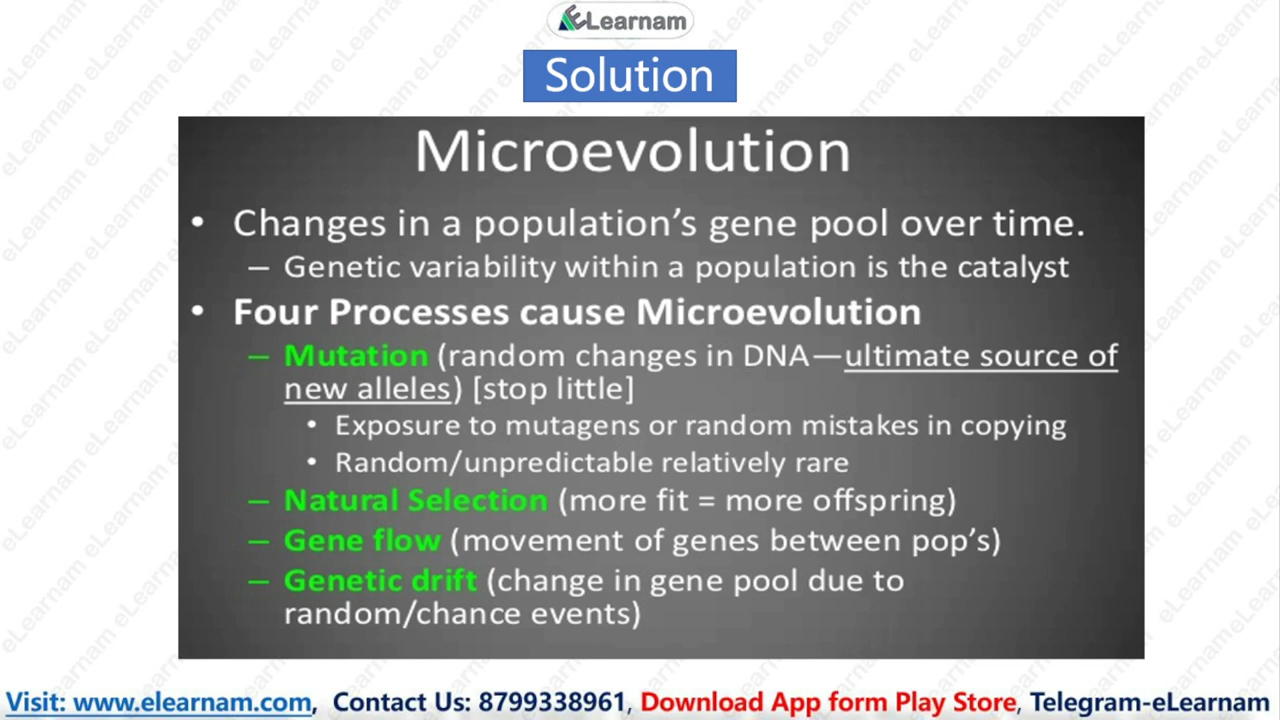 ELearnam
Solution
Microevolution
• Changes in a population’s gene pool over time.
– Genetic variability within a population is the catalyst
• Four Processes cause Microevolution
– Mutation (random changes in DNA—ultimate source of
new alleles) [stop little]
• Exposure to mutagens or random mistakes in copying
• Random/unpredictable relatively rare
– Natural Selection (more fit = more offspring)
– Gene flow (movement of genes between pop’s)
– Genetic drift (change in gene pool due to
random/chance events)
Visit: www.elearnam.com, Contact Us: 8799338961, Download App form Play Store, Telegram-eLearnam